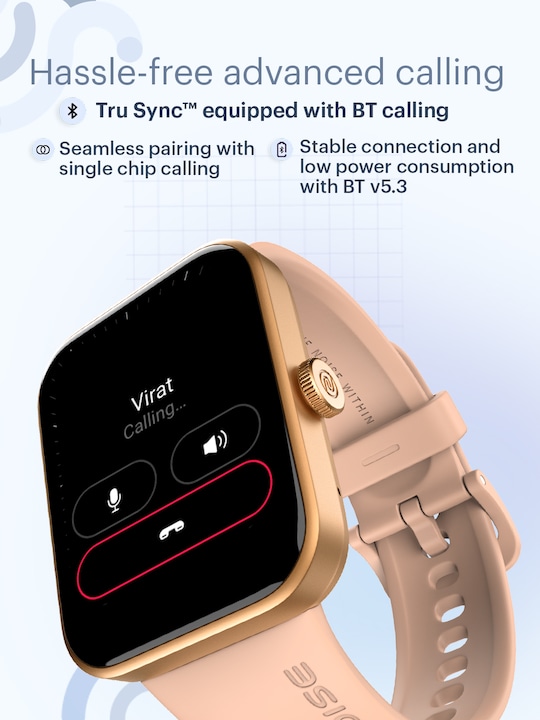 Hassle-free advanced calling
Tru Sync™ equipped with BT calling
Seamless pairing with
single chip calling
Stable connection and
low power consumption
with BT v5.3
Virat
Calling...
NOISE WITHIN